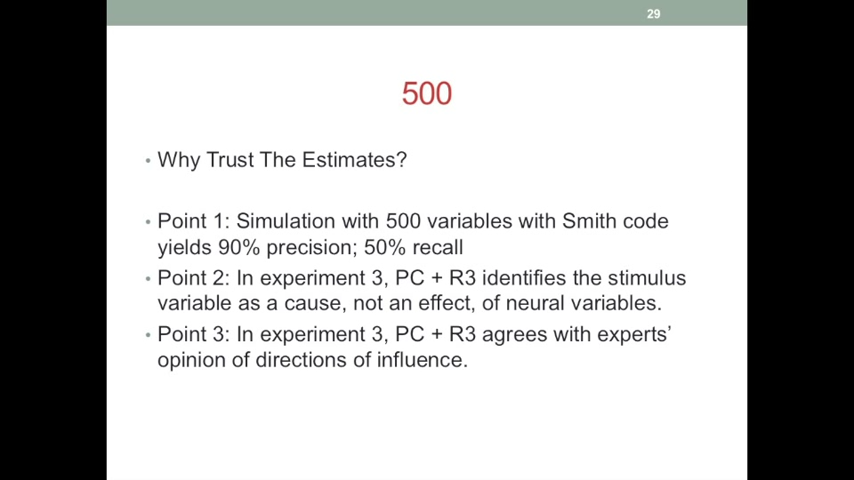 29
500
• Why Trust The Estimates?
• Point 1: Simulation with 500 variables with Smith code
yields 90% precision; 50% recall
• Point 2: In experiment 3, PC + R3 identifies the stimulus
variable as a cause, not an effect, of neural variables.
• Point 3: In experiment 3, PC + R3 agrees with experts’
opinion of directions of influence.